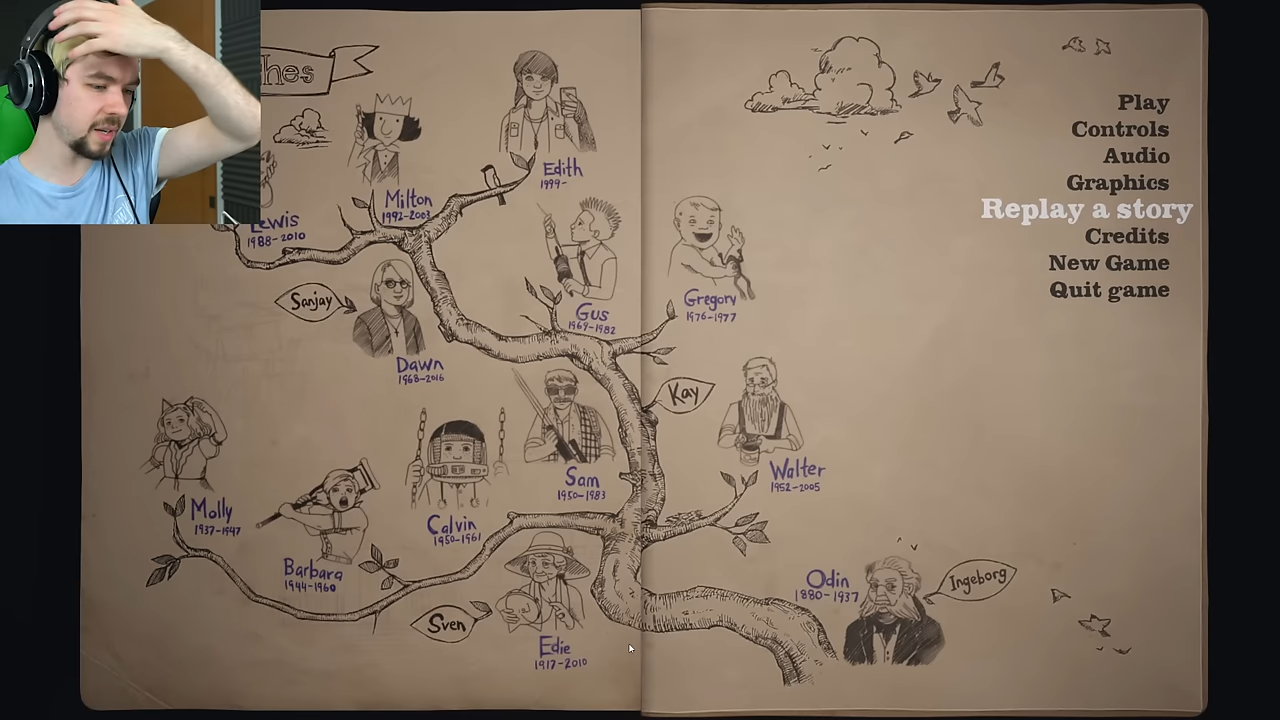 hes
Edith
1999-
Milton
1992-2003
Lewis
1988-2010
Sanjay
Gus
1969-1982
Gregory
1976-1977
Dawn
1968-2016
Kay
Sam
1950-1983
Walter
1952-2005
Molly
1937-1947
Barbara
1944-1960
Calvin
1950-1961
Sven
Edie
1917-2010
Odin
1880-1937
Ingeborg
Play
Controls
Audio
Graphics
Replay a story
Credits
New Game
Quit game